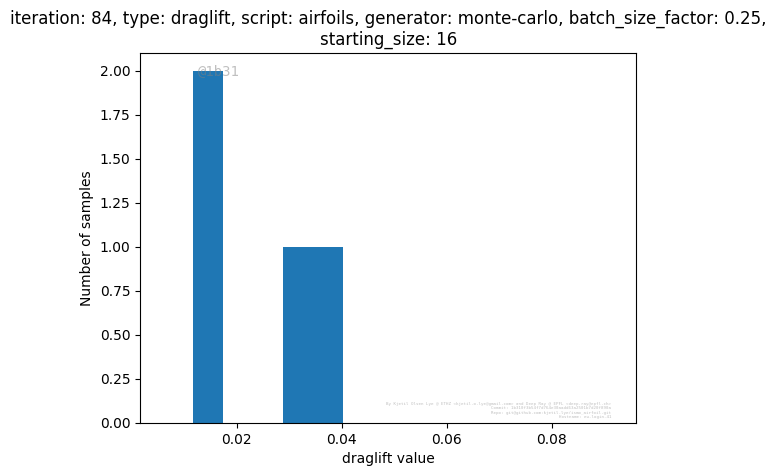 iteration: 84, type: draglift, script: airfoils, generator: monte-carlo, batch_size_factor: 0.25,
starting_size: 16
@1b31
2.00
1.75
1.50
1.25
1.00
0.75
0.50
0.25
0.00
Number of samples
0.02
0.04
0.06
0.08
draglift value